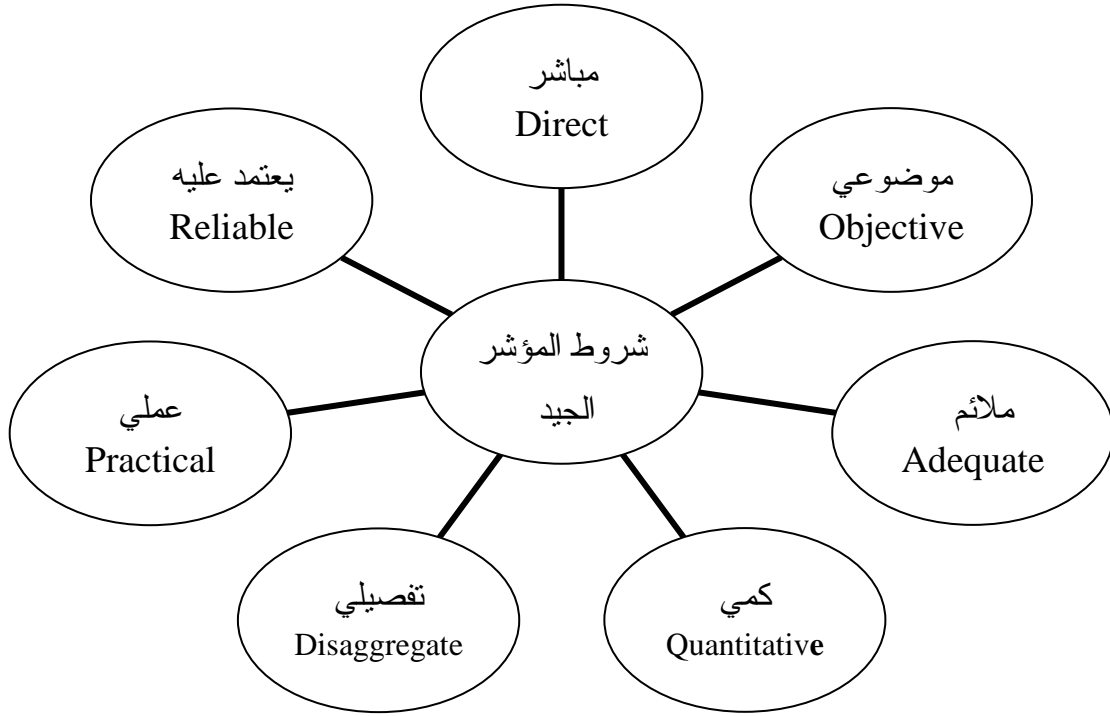 مباشر
Direct
موضوعي
Objective
يعتمد عليه
Reliable
شروط المؤشر
الجيد
ملائم
Adequate
عملي
Practical
كمي
Quantitative
تفصيلي
Disaggregate